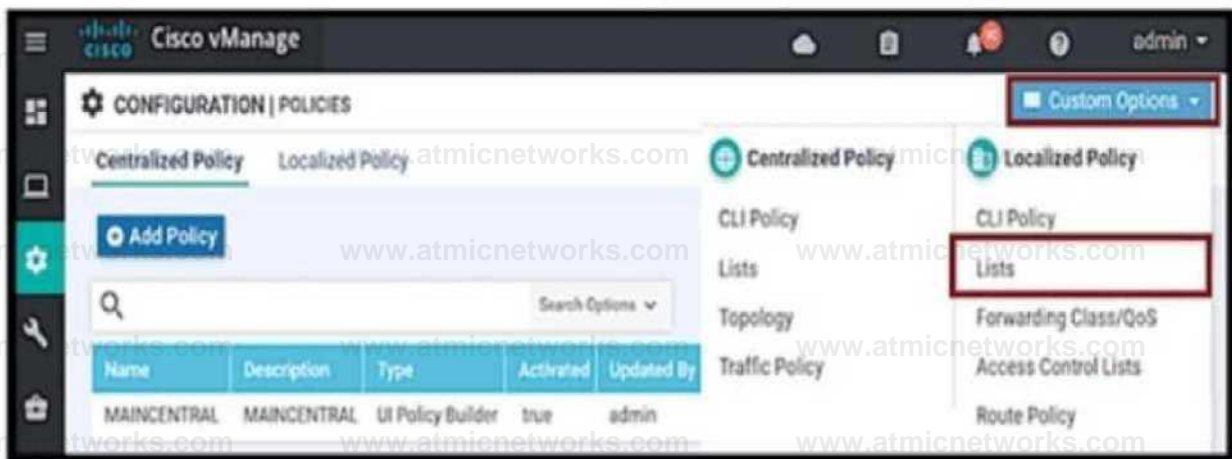 cisco Cisco vManage admin
CONFIGURATION | POLICIES Custom Options
Centralized Policy Localized Policy
Centralized Policy Localized Policy
Add Policy
CLI Policy CLI Policy
Lists Lists
Search Options
Topology Forwarding Class/QoS
Name Description Type Activated Updated By
Traffic Policy Access Control Lists
MAINCENTRAL MAINCENTRAL UI Policy Builder true admin
Route Policy
www.atmicnetworks.com
www.atmicnetworks.com
www.atmicnetworks.com
www.atmicnetworks.com
www.atmicnetworks.com